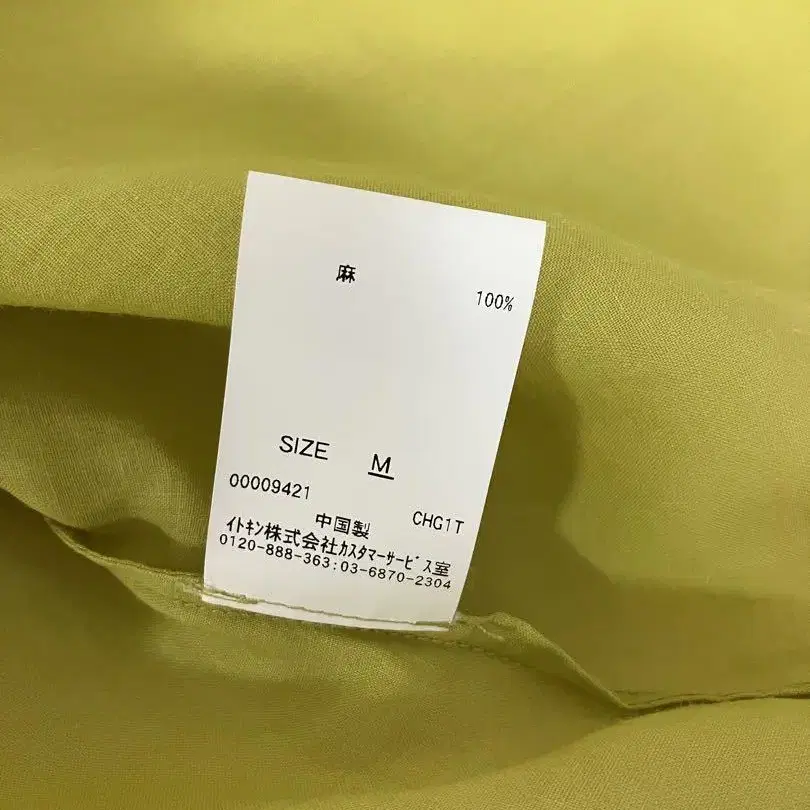 麻
100%
SIZE M
00009421
中国製 CHG1T
ｲﾄｷﾝ株式会社ｶｽﾀﾏｰｻｰﾋﾞｽ室
0120-888-363:03-6870-2304